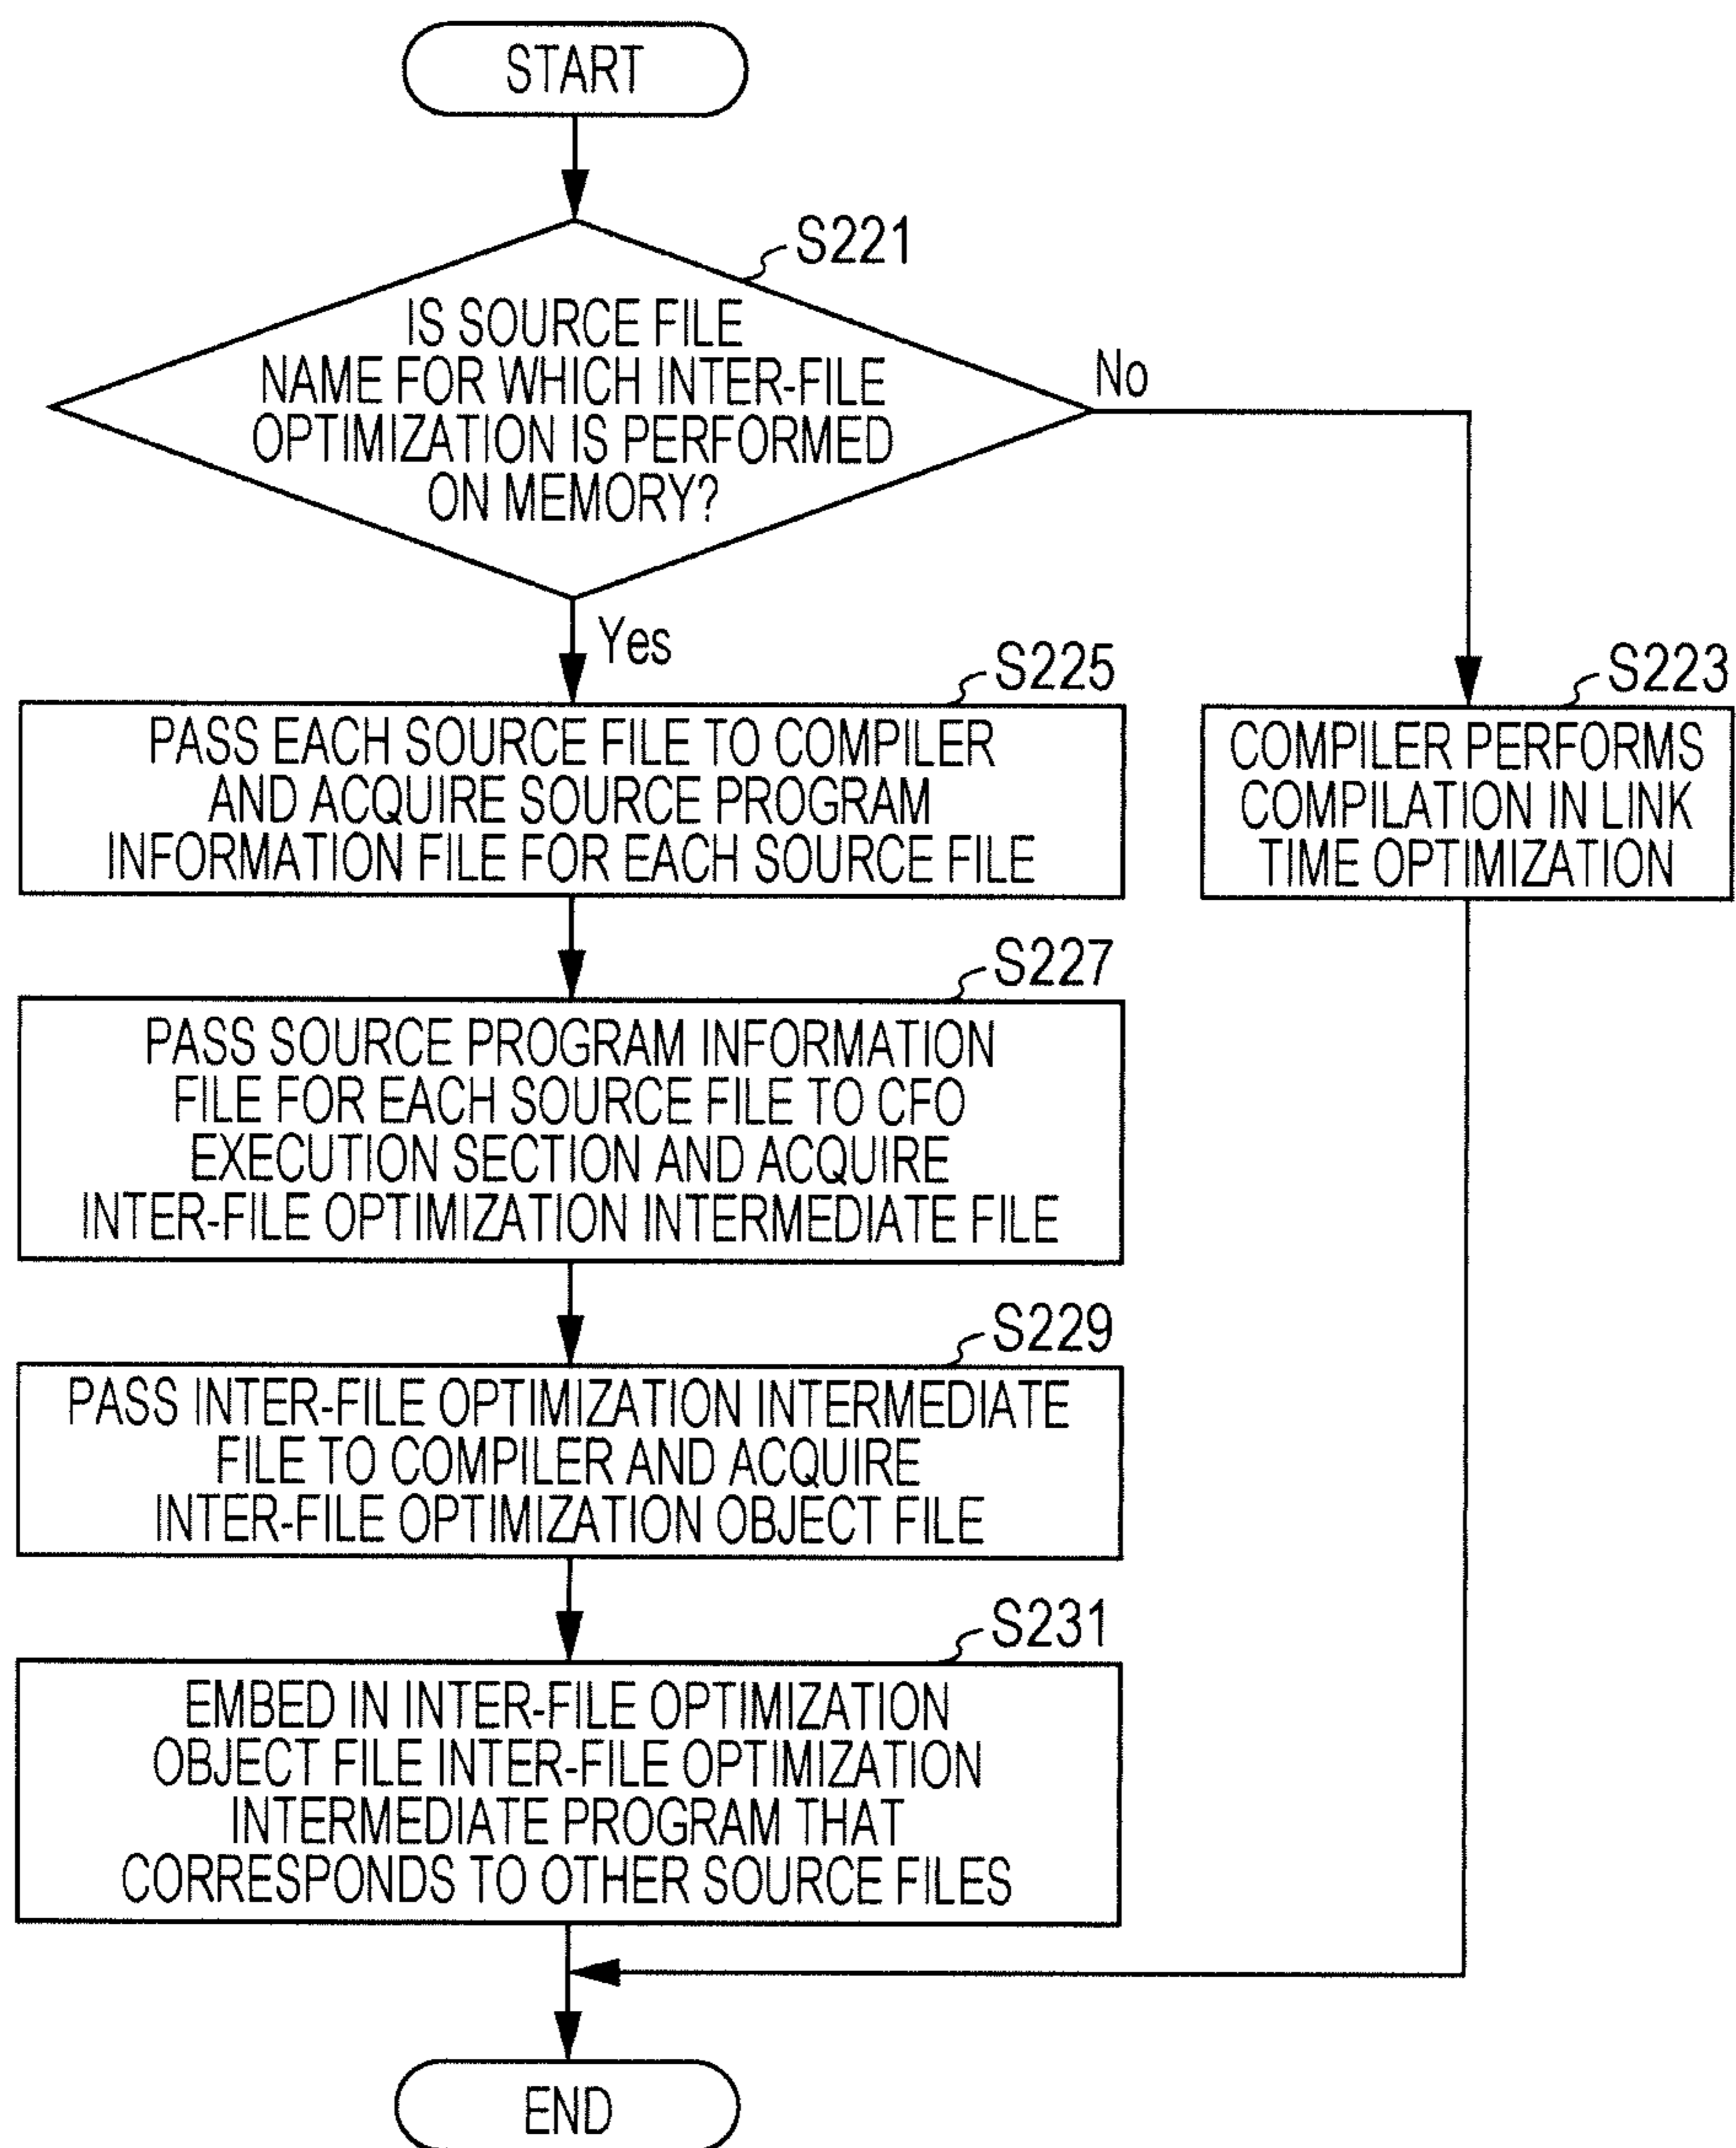 START
S221
IS SOURCE FILE
NAME FOR WHICH INTER-FILE
OPTIMIZATION IS PERFORMED
ON MEMORY?
No
Yes
S225
PASS EACH SOURCE FILE TO COMPILER
AND ACQUIRE SOURCE PROGRAM
INFORMATION FILE FOR EACH SOURCE FILE
S223
COMPILER PERFORMS
COMPILATION IN LINK
TIME OPTIMIZATION
S227
PASS SOURCE PROGRAM INFORMATION
FILE FOR EACH SOURCE FILE TO CFO
EXECUTION SECTION AND ACQUIRE
INTER-FILE OPTIMIZATION INTERMEDIATE FILE
S229
PASS INTER-FILE OPTIMIZATION INTERMEDIATE
FILE TO COMPILER AND ACQUIRE
INTER-FILE OPTIMIZATION OBJECT FILE
S231
EMBED IN INTER-FILE OPTIMIZATION
OBJECT FILE INTER-FILE OPTIMIZATION
INTERMEDIATE PROGRAM THAT
CORRESPONDS TO OTHER SOURCE FILES
END